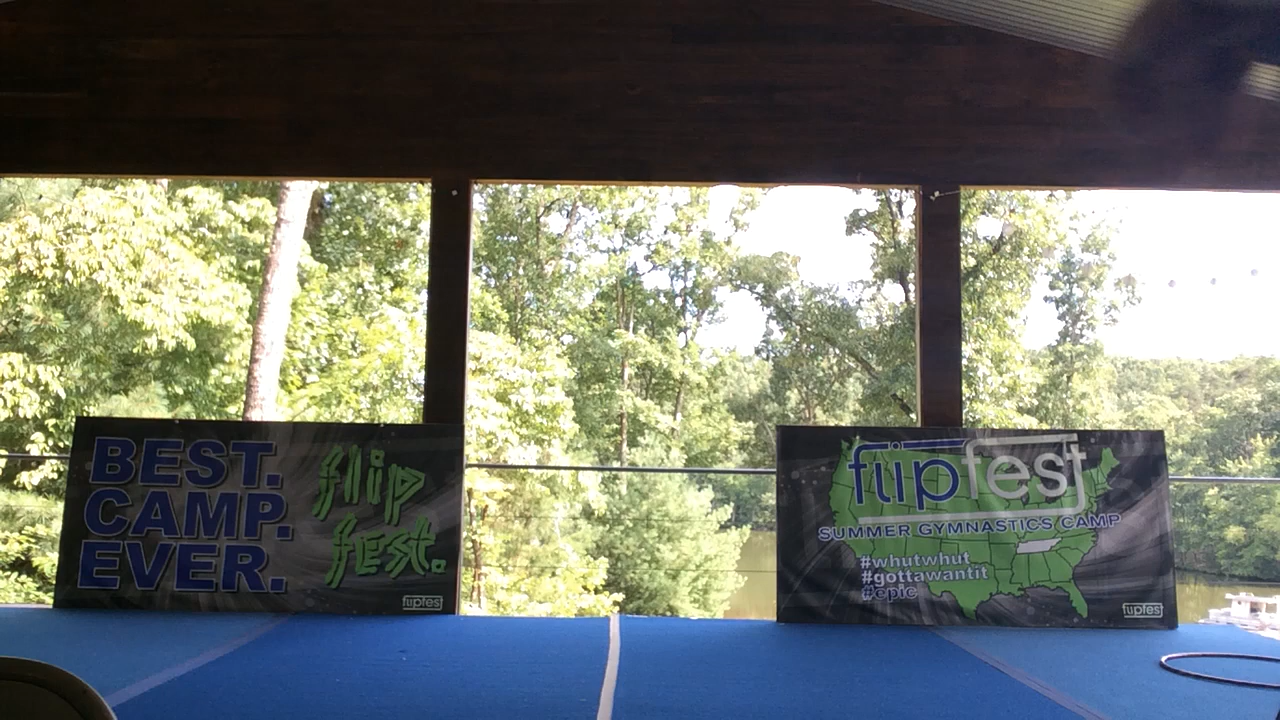 BEST.
CAMP.
EVER.
flip
fest.
flipfest
flipfest
SUMMER GYMNASTICS CAMP
#whutwhut
#gottawantit
#epic
flipfest